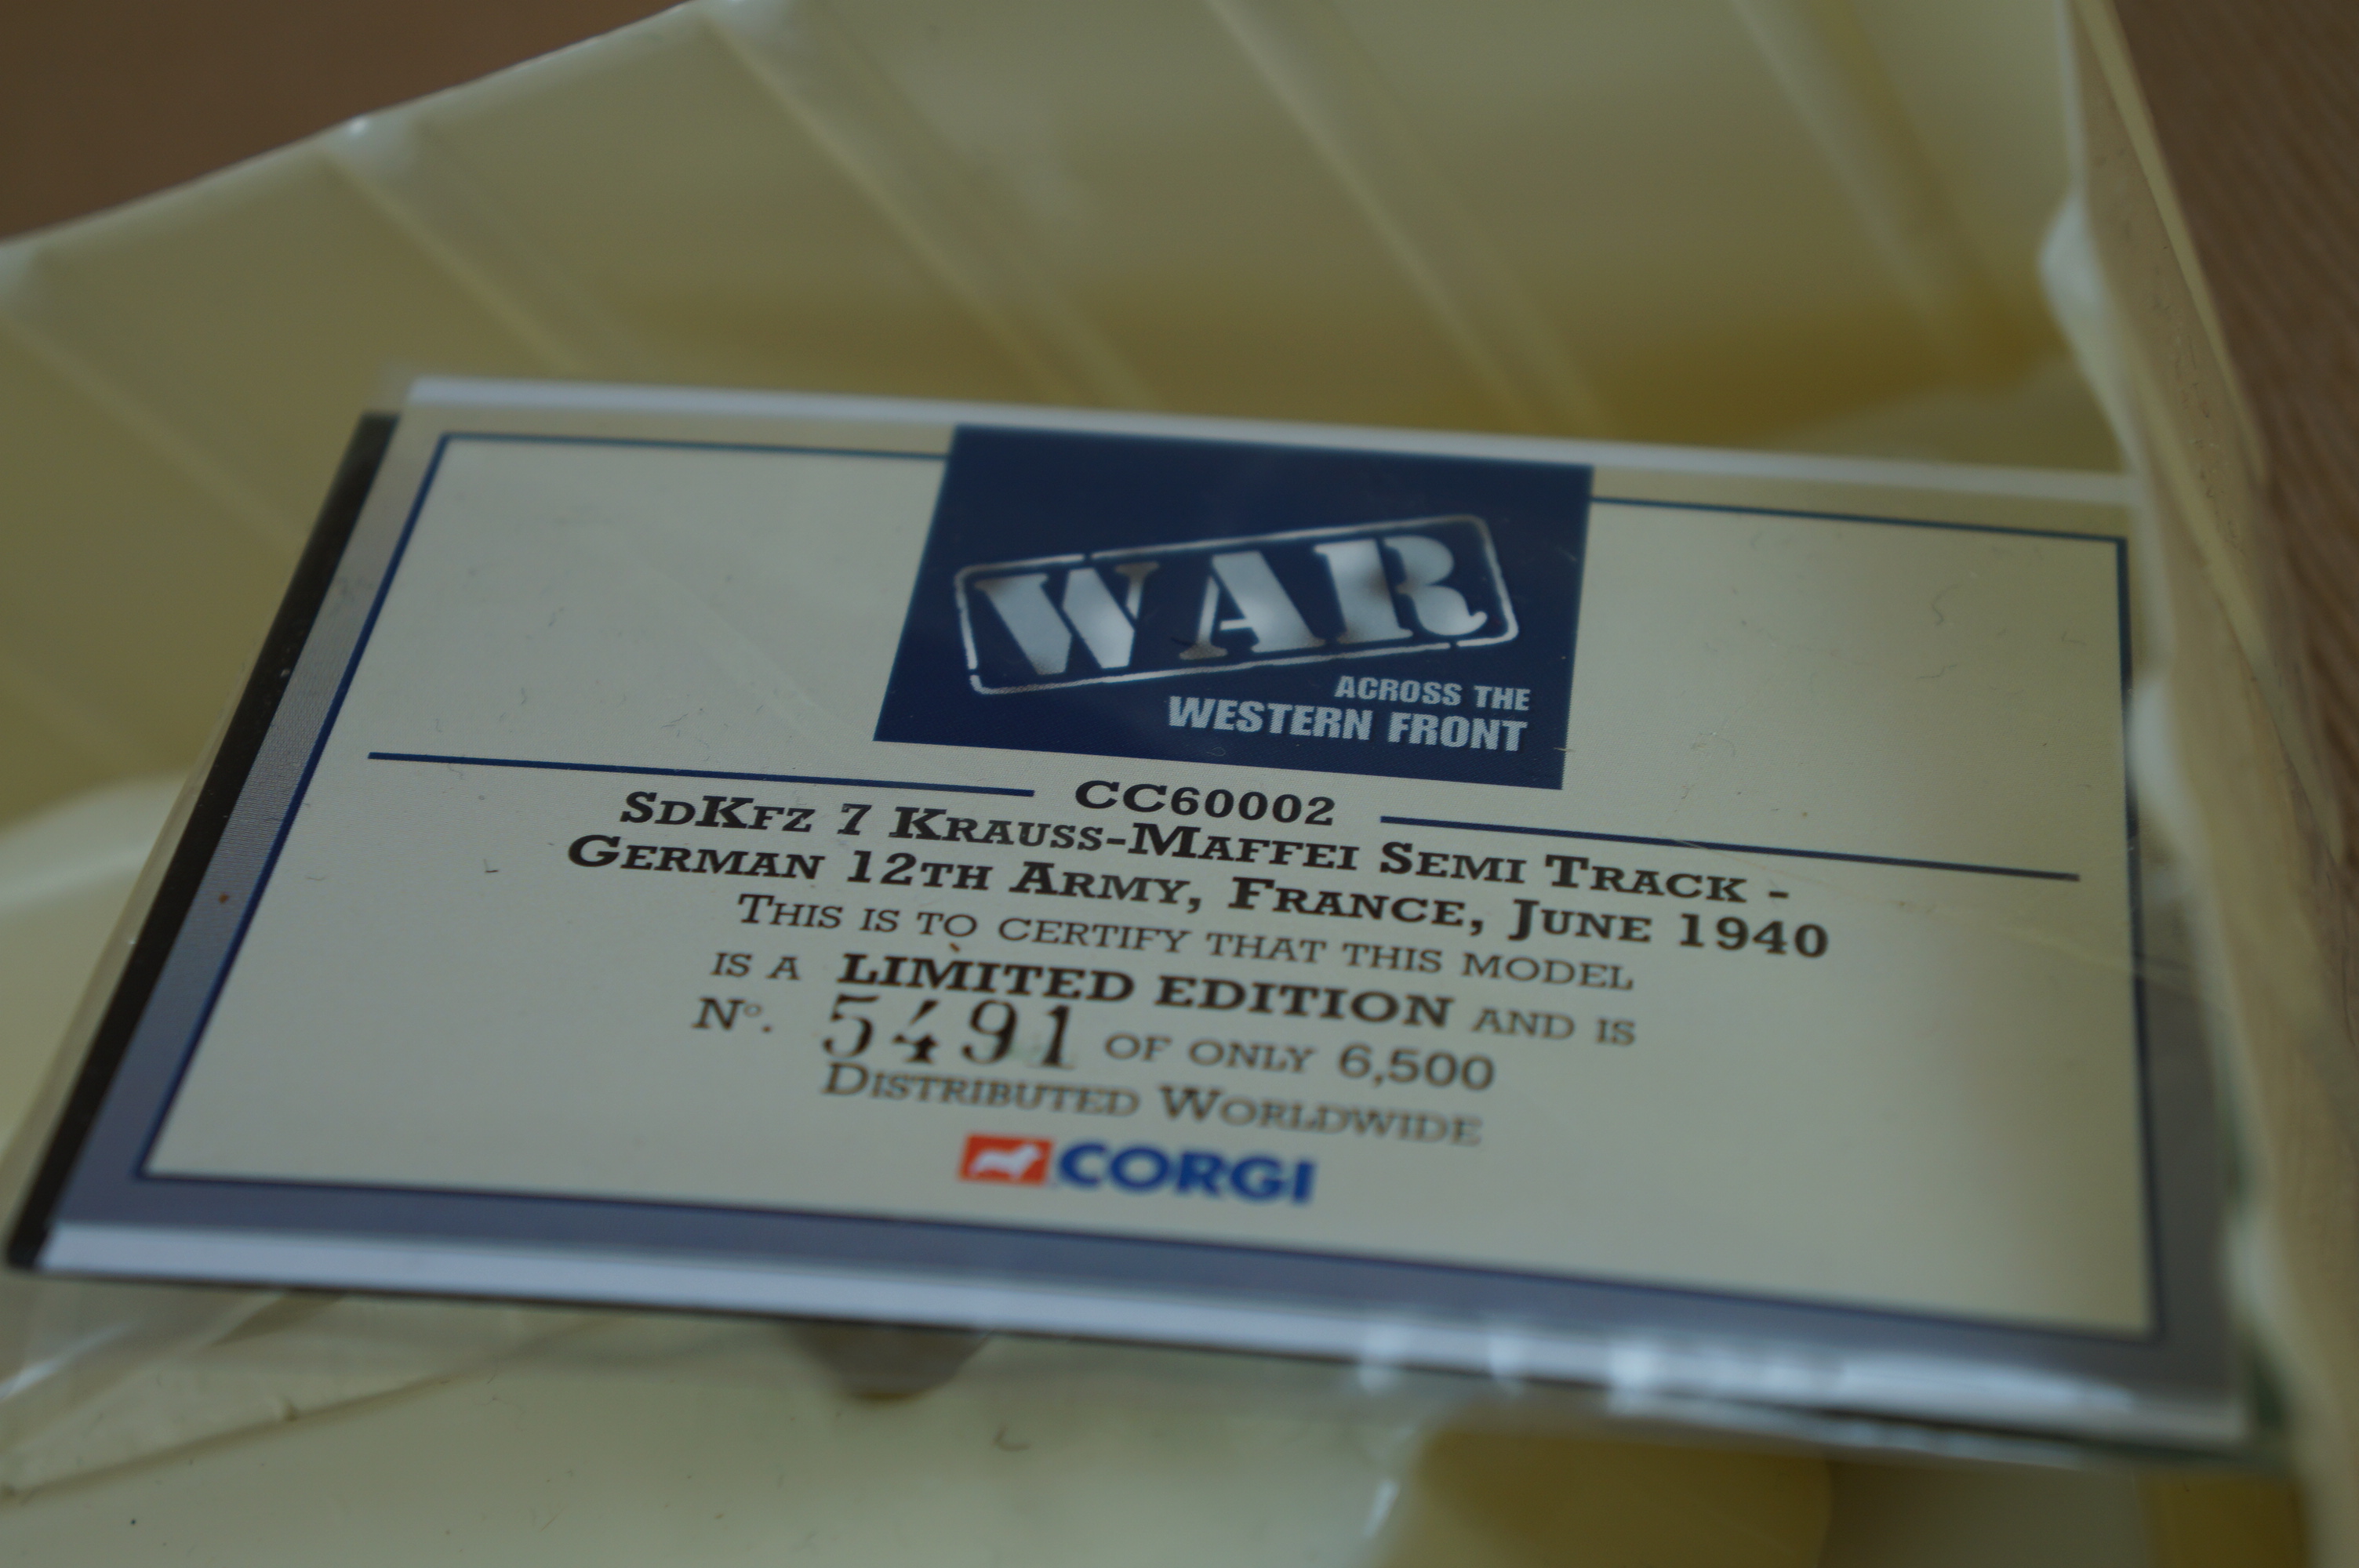 WAR
ACROSS THE
WESTERN FRONT
CC60002
SdKfz 7 Krauss-Maffei Semi Track -
German 12th Army, France, June 1940
This is to certify that this model
is a LIMITED EDITION and is
No. 5491 of only 6,500
Distributed Worldwide
CORGI